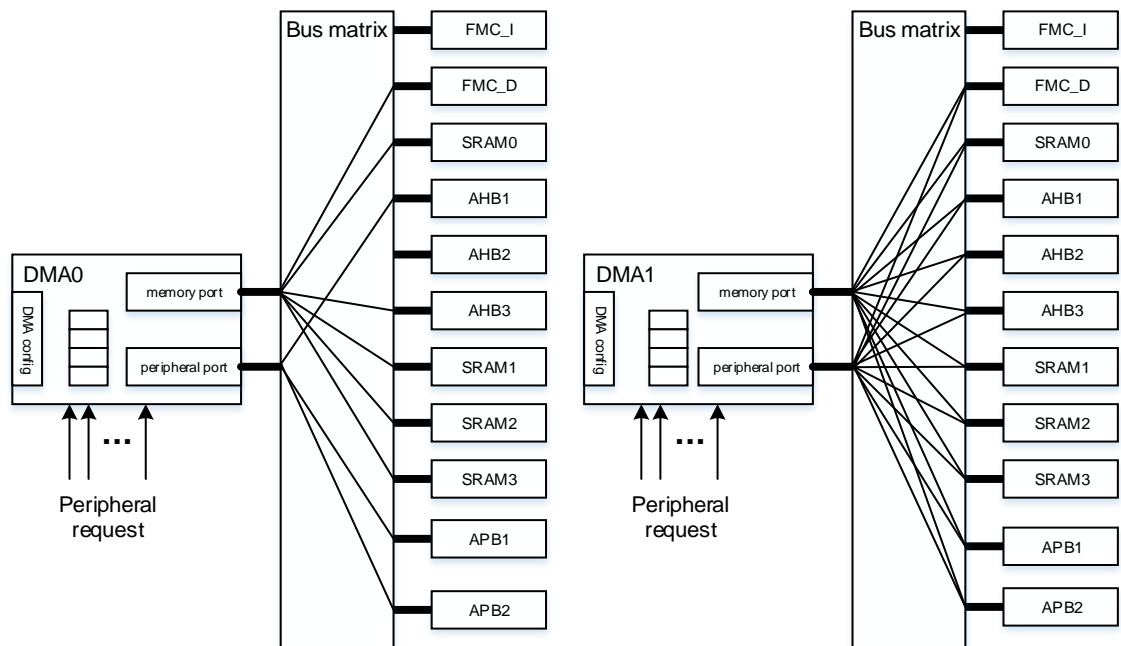 Bus matrix
FMC_I
FMC_D
SRAM0
AHB1
AHB2
AHB3
SRAM1
SRAM2
SRAM3
APB1
APB2
DMA0
DMA config
memory port
peripheral port
...
Peripheral
request
Bus matrix
FMC_I
FMC_D
SRAM0
AHB1
AHB2
AHB3
SRAM1
SRAM2
SRAM3
APB1
APB2
DMA1
DMA config
memory port
peripheral port
...
Peripheral
request